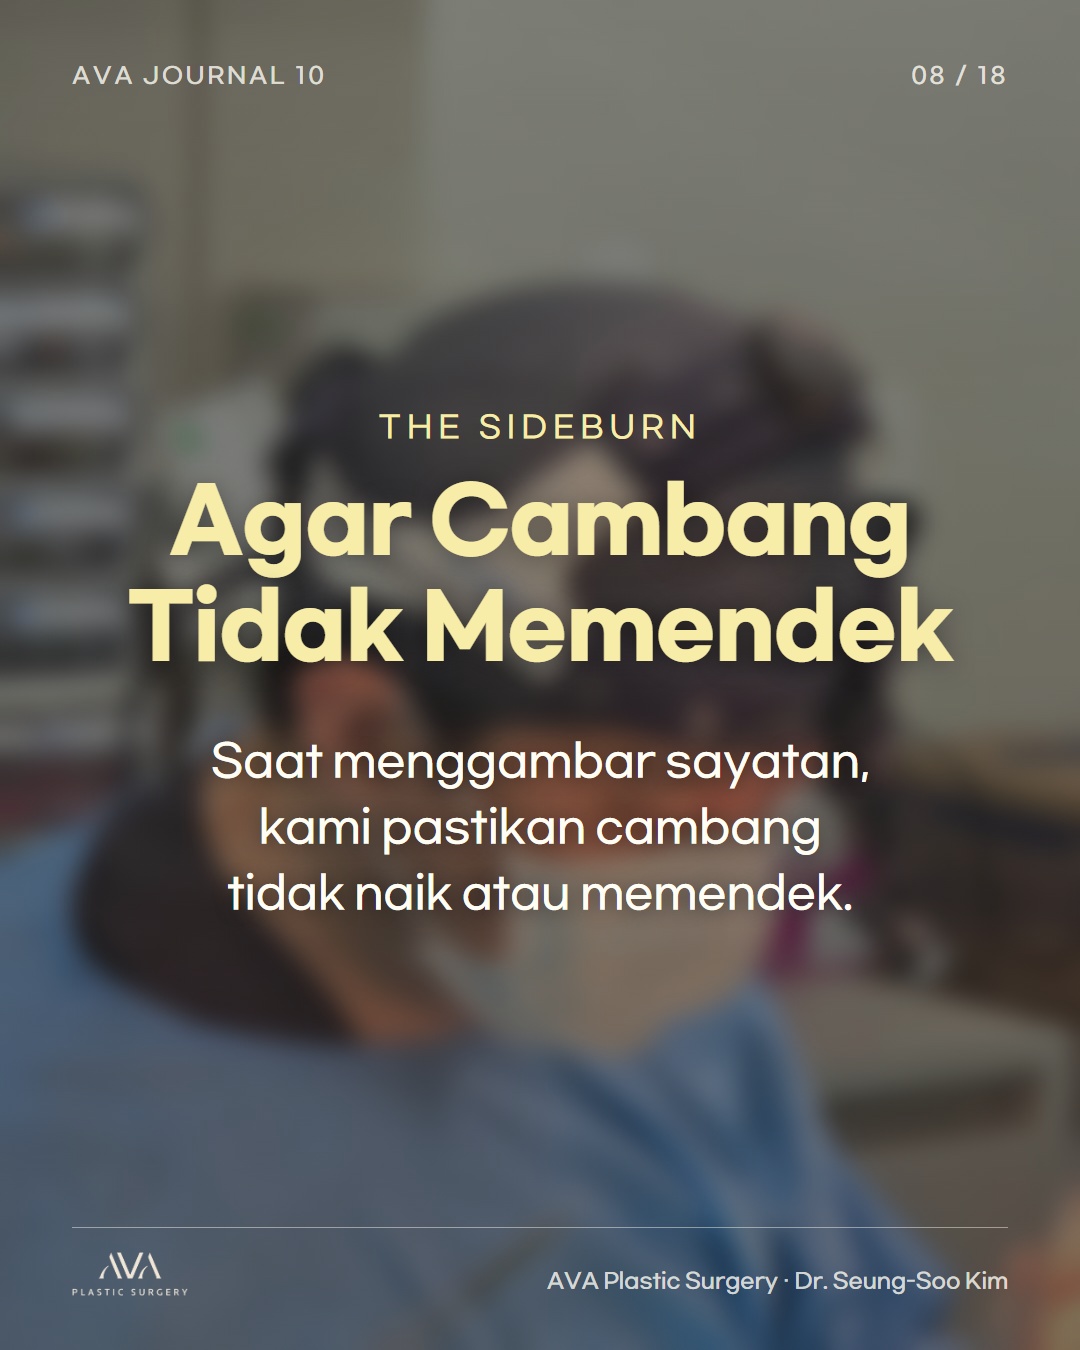 AVA JOURNAL 10
08 / 18
THE SIDEBURN
Agar Cambang
Tidak Memendek
Saat menggambar sayatan,
kami pastikan cambang
tidak naik atau memendek.
AVA
PLASTIC SURGERY
AVA Plastic Surgery · Dr. Seung-Soo Kim